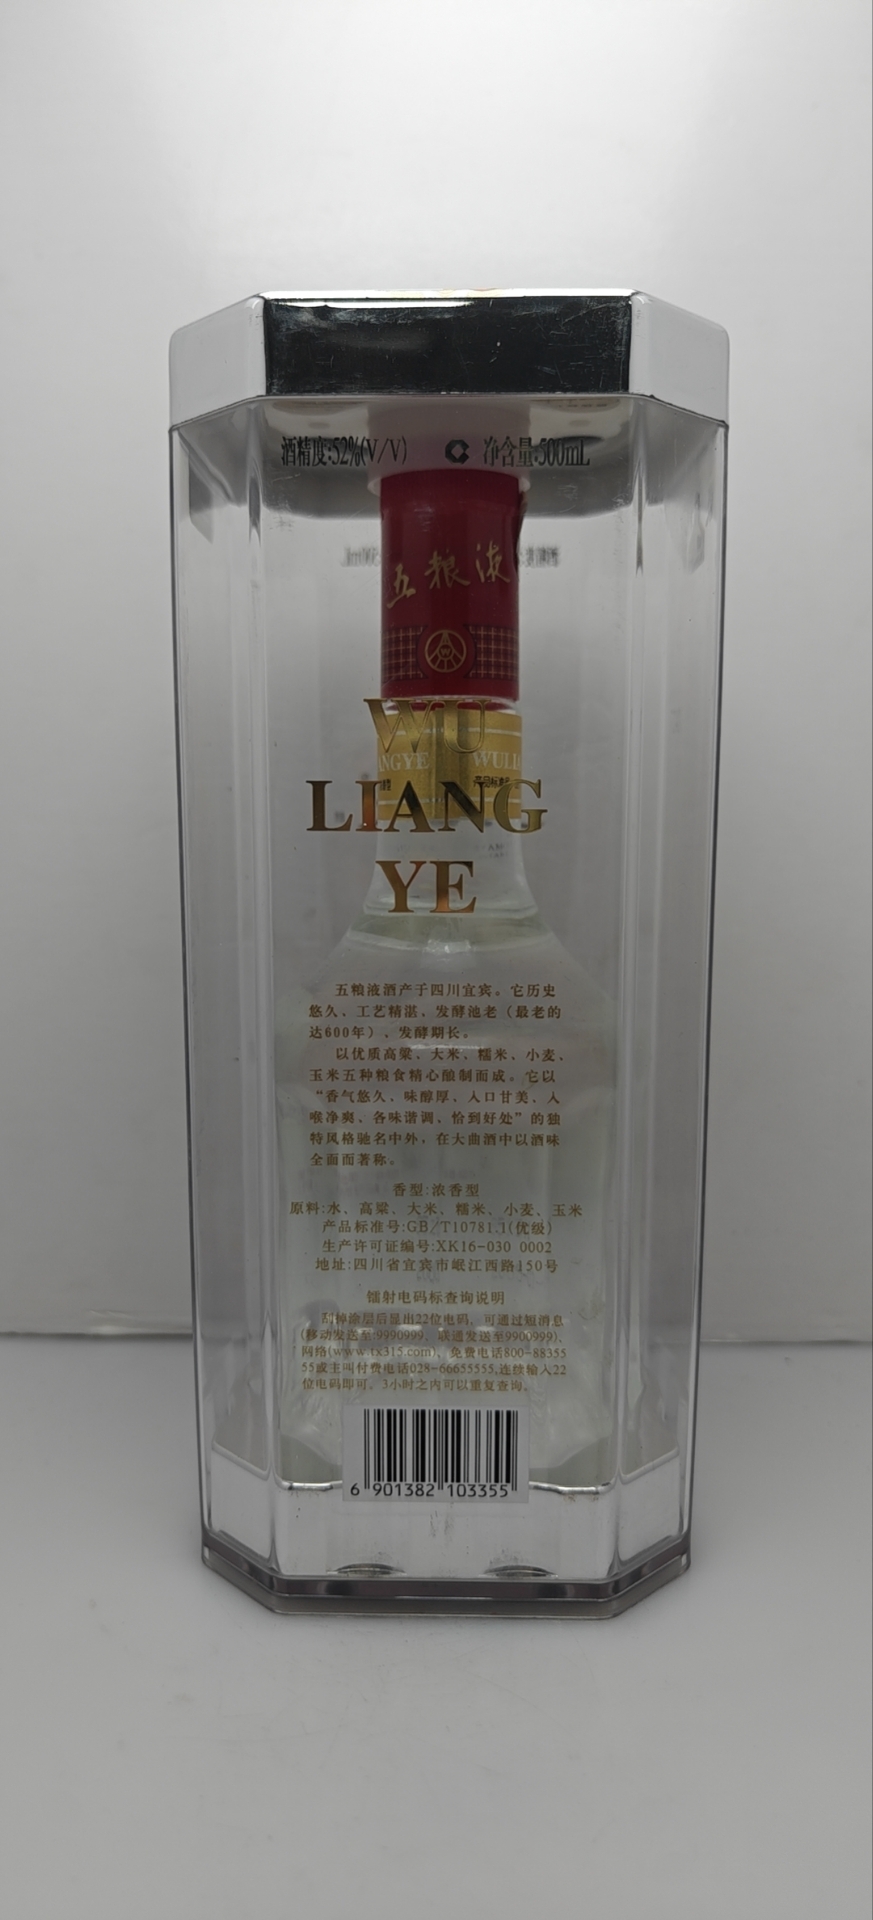 酒精度:52%(V/V) C 净含量:500mL
五粮液
W
WU
ANGYE WULI
LIANG
YE
五粮液酒产于四川宜宾。它历史
悠久、工艺精湛，发酵池老（最老的
达600年）、发酵期长。
以优质高粱、大米、糯米、小麦、
玉米五种粮食精心酿制而成。它以
“香气悠久、味醇厚、入口甘美、入
喉净爽、各味谐调，恰到好处”的独
特风格驰名中外，在大曲酒中以酒味
全面而著称。
香型:浓香型
原料:水、高粱、大米、糯米、小麦、玉米
产品标准号:GB/T10781.1(优级)
生产许可证编号:XK16-030 0002
地址:四川省宜宾市岷江西路150号
镭射电码标查询说明
刮掉涂层后显出22位电码，可通过短消息
(移动发送至:9990999，联通发送至9900999)、
网络(www.tx315.com)、免费电话800-88355
55或主叫付费电话028-66655555,连续输入22
位电码即可。3小时之内可以重复查询。
6 901382 103355